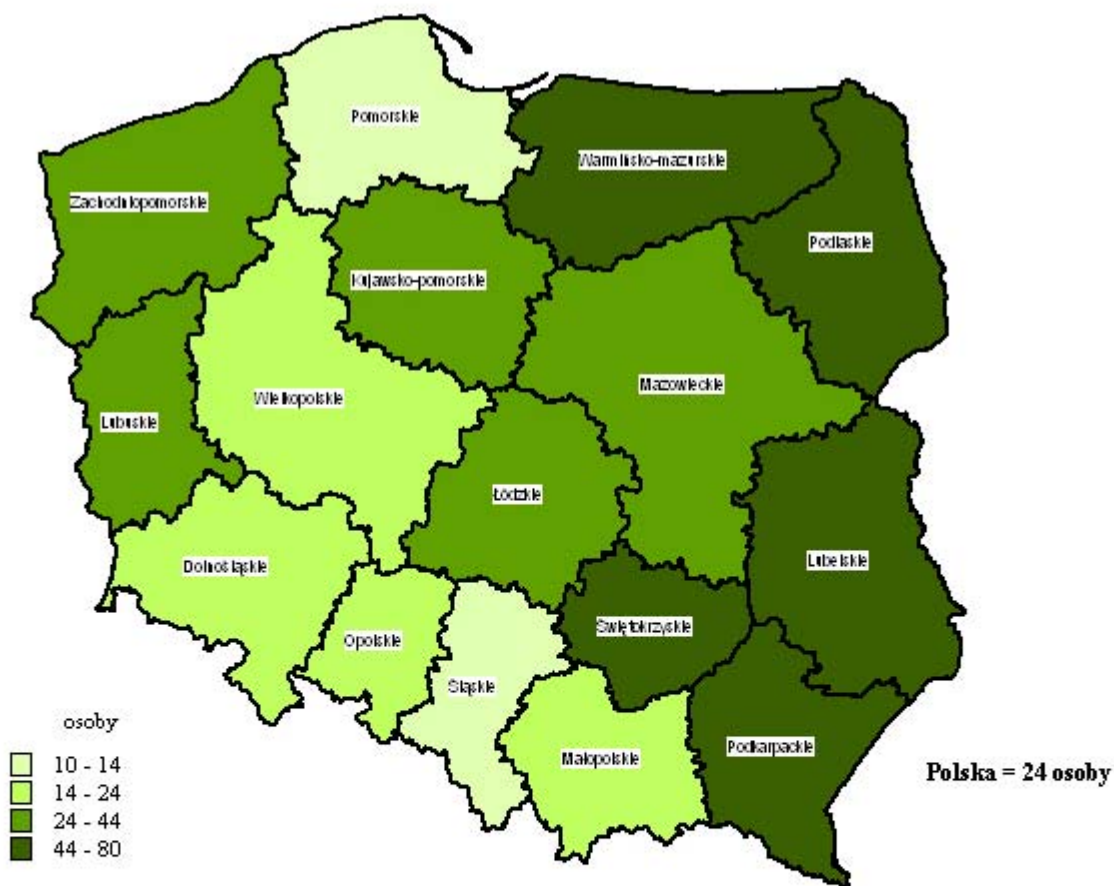 Pomorskie
Warmińsko-mazurskie
Zachodniopomorskie
Podlaskie
Kujawsko-pomorskie
Mazowieckie
Wielkopolskie
Lubuskie
Łódzkie
Dolnośląskie
Lubelskie
Świętokrzyskie
Opolskie
Śląskie
osoby
Podkarpackie
Małopolskie
10 - 14
Polska = 24 osoby
14 - 24
24 - 44
44 - 80